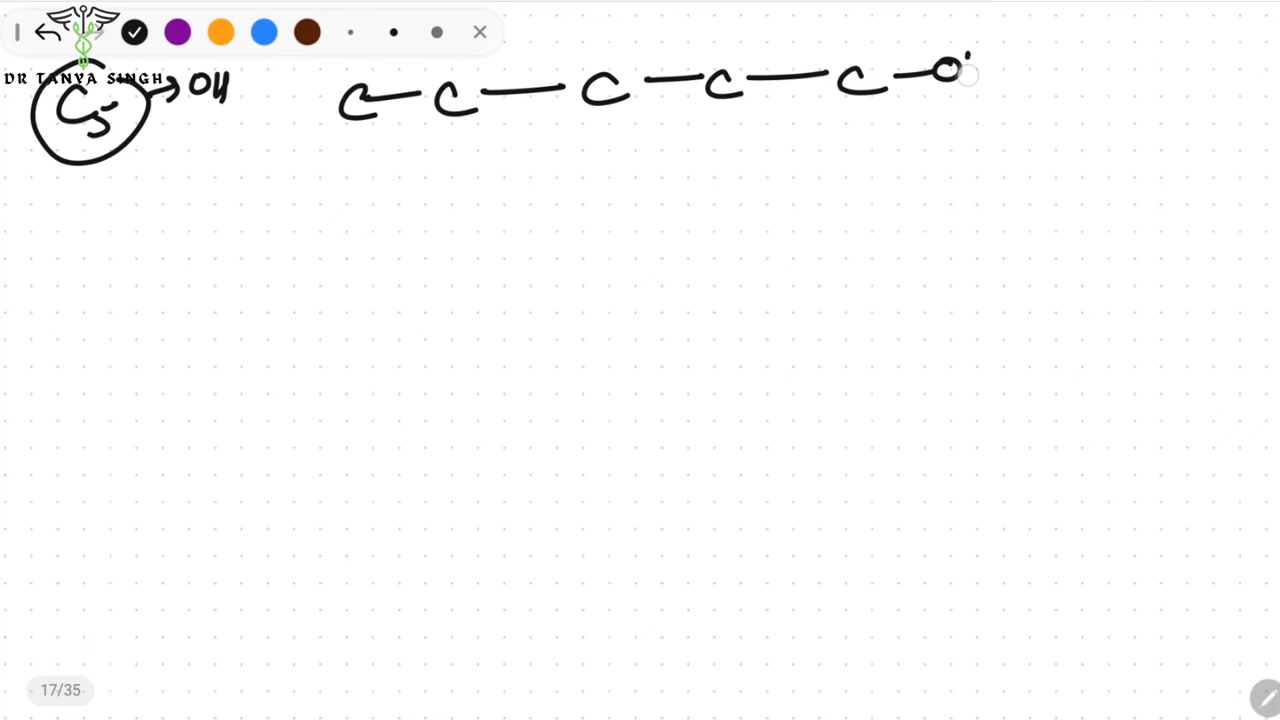 DR TANYA SINGH
C5 → OH
C — C — C — C — C — O
17/35